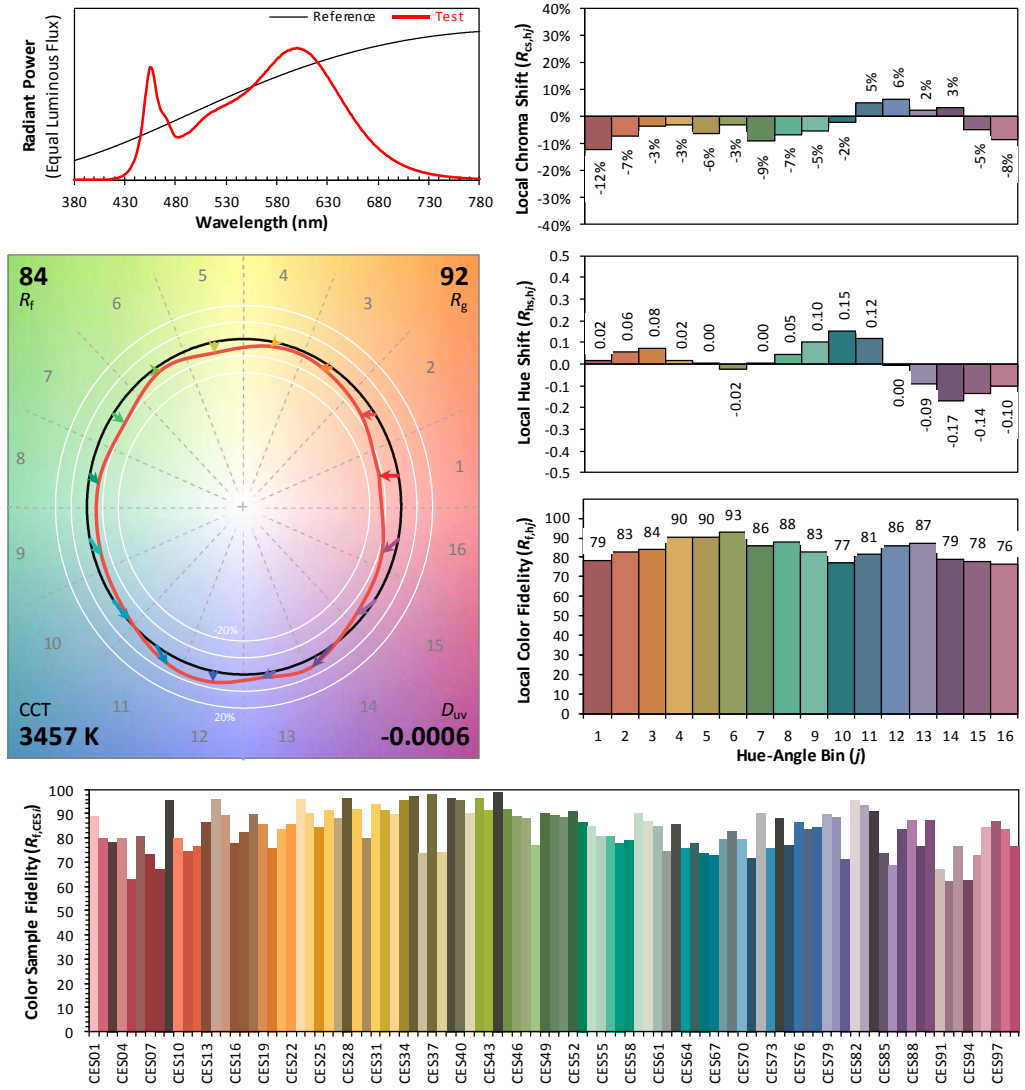 Reference
Test
Radiant Power
(Equal Luminous Flux)
380 430 480 530 580 630 680 730 780
Wavelength (nm)
Local Chroma Shift (Rcs,hj)
40%
30%
20%
10%
0%
-10%
-20%
-30%
-40%
-12% -7% -3% -3% -6% -3% -9% -7% -5% -2% 5% 6% 2% 3% -5% -8%
84
Rf
92
Rg
5 4
6 3
7 2
8 1
9 16
10 15
11 14
12 13
-20%
20%
CCT
3457 K
Duv
-0.0006
Local Hue Shift (Rhs,hj)
0.5
0.4
0.3
0.2
0.1
0.0
-0.1
-0.2
-0.3
-0.4
-0.5
0.02 0.06 0.08 0.02 0.00 -0.02 0.00 0.05 0.10 0.15 0.12 0.00 -0.09 -0.17 -0.14 -0.10
Local Color Fidelity (Rf,hj)
100
90
80
70
60
50
40
30
20
10
0
79 83 84 90 90 93 86 88 83 77 81 86 87 79 78 76
1 2 3 4 5 6 7 8 9 10 11 12 13 14 15 16
Hue-Angle Bin (j)
Color Sample Fidelity (Rf,CESi)
100
90
80
70
60
50
40
30
20
10
0
CES01 CES04 CES07 CES10 CES13 CES16 CES19 CES22 CES25 CES28 CES31 CES34 CES37 CES40 CES43 CES46 CES49 CES52 CES55 CES58 CES61 CES64 CES67 CES70 CES73 CES76 CES79 CES82 CES85 CES88 CES91 CES94 CES97